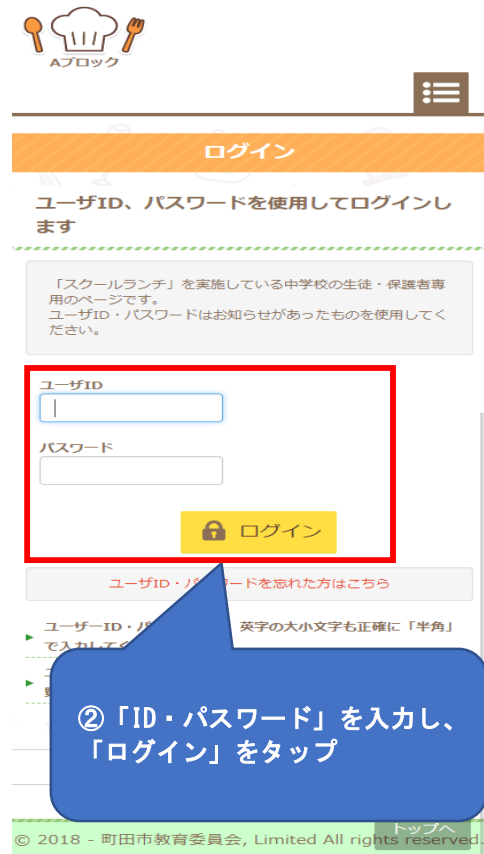 Aブロック
ログイン
ユーザID、パスワードを使用してログインし
ます
「スクールランチ」を実施している中学校の生徒・保護者専
用のページです。
ユーザID・パスワードはお知らせがあったものを使用してく
ださい。
ユーザID
パスワード
ログイン
ユーザID・パ ードを忘れた方はこちら
ユーザーID・パ 英字の大小文字も正確に「半角」
で入力して
②「ID・パスワード」を入力し、
「ログイン」をタップ
トップへ
© 2018 - 町田市教育委員会, Limited All rights reserved.